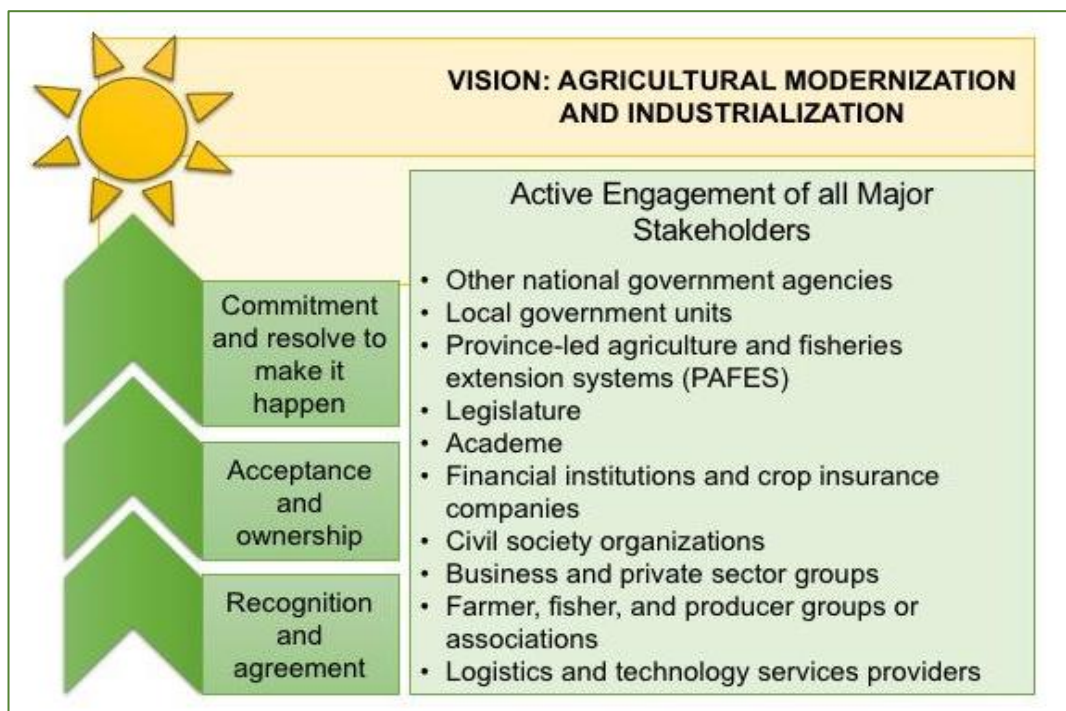 VISION: AGRICULTURAL MODERNIZATION
AND INDUSTRIALIZATION
Commitment
and resolve to
make it
happen
Acceptance
and
ownership
Recognition
and
agreement
Active Engagement of all Major
Stakeholders
• Other national government agencies
• Local government units
• Province-led agriculture and fisheries
extension systems (PAFES)
• Legislature
• Academe
• Financial institutions and crop insurance
companies
• Civil society organizations
• Business and private sector groups
• Farmer, fisher, and producer groups or
associations
• Logistics and technology services providers